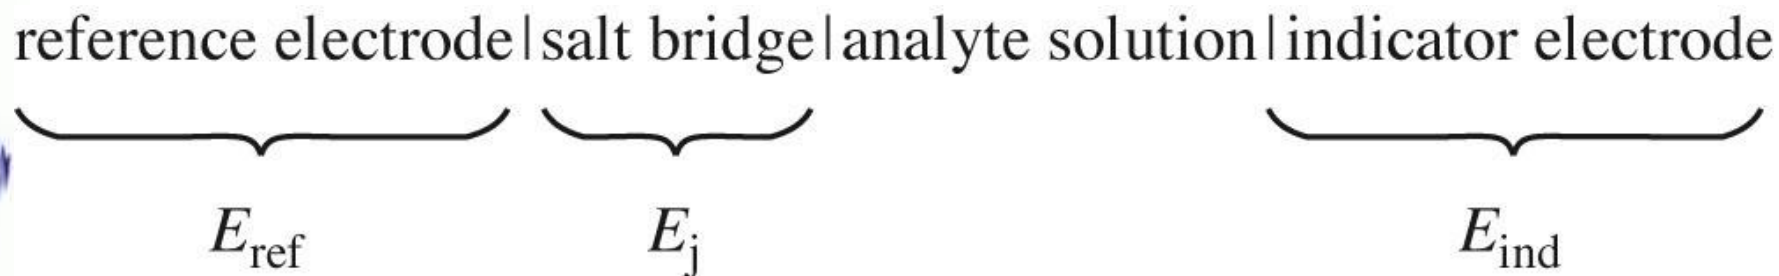 reference electrode|salt bridge|analyte solution|indicator electrode
E_ref E_j E_ind